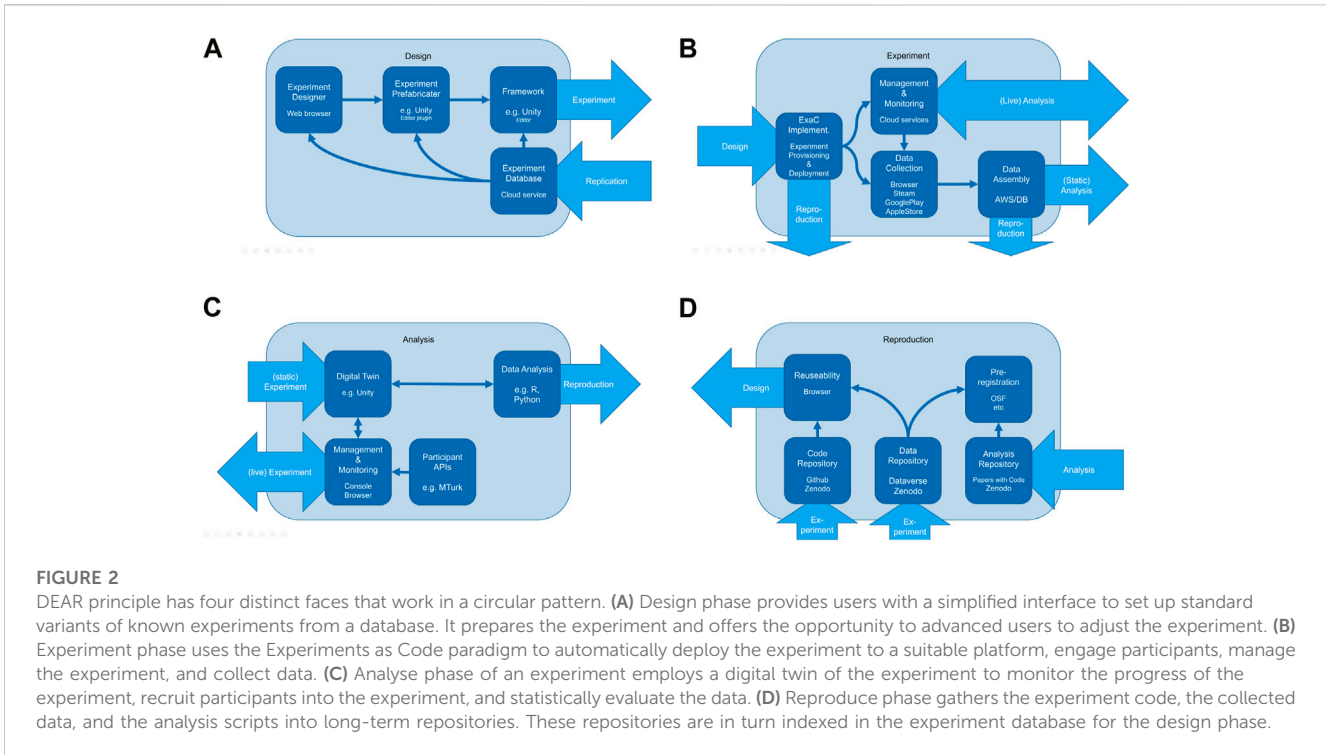 A
Design
Experiment
Designer
Web browser
Experiment
Prefabricater
e.g. Unity
Editor plugin
Framework
e.g. Unity
Editor
Experiment
Experiment
Database
Cloud service
Replication
B
Experiment
Design
ExaC
Implement.
Experiment
Provisioning
&
Deployment
Management
&
Monitoring
Cloud services
(Live) Analysis
Data
Collection
Browser
Steam
GooglePlay
AppleStore
Data
Assembly
AWS/DB
(Static)
Analysis
Repro-
duction
Repro-
duction
C
Analysis
(static)
Experiment
Digital Twin
e.g. Unity
Data Analysis
e.g. R,
Python
Reproduction
(live) Experiment
Management
&
Monitoring
Console
Browser
Participant
APIs
e.g. MTurk
D
Reproduction
Design
Reuseability
Browser
Pre-
registration
OSF
etc
Code
Repository
Github
Zenodo
Data
Repository
Dataverse
Zenodo
Analysis
Repository
Papers with Code
Zenodo
Analysis
Ex-
periment
Ex-
periment
FIGURE 2
DEAR principle has four distinct faces that work in a circular pattern. (A) Design phase provides users with a simplified interface to set up standard
variants of known experiments from a database. It prepares the experiment and offers the opportunity to advanced users to adjust the experiment. (B)
Experiment phase uses the Experiments as Code paradigm to automatically deploy the experiment to a suitable platform, engage participants, manage
the experiment, and collect data. (C) Analyse phase of an experiment employs a digital twin of the experiment to monitor the progress of the
experiment, recruit participants into the experiment, and statistically evaluate the data. (D) Reproduce phase gathers the experiment code, the collected
data, and the analysis scripts into long-term repositories. These repositories are in turn indexed in the experiment database for the design phase.